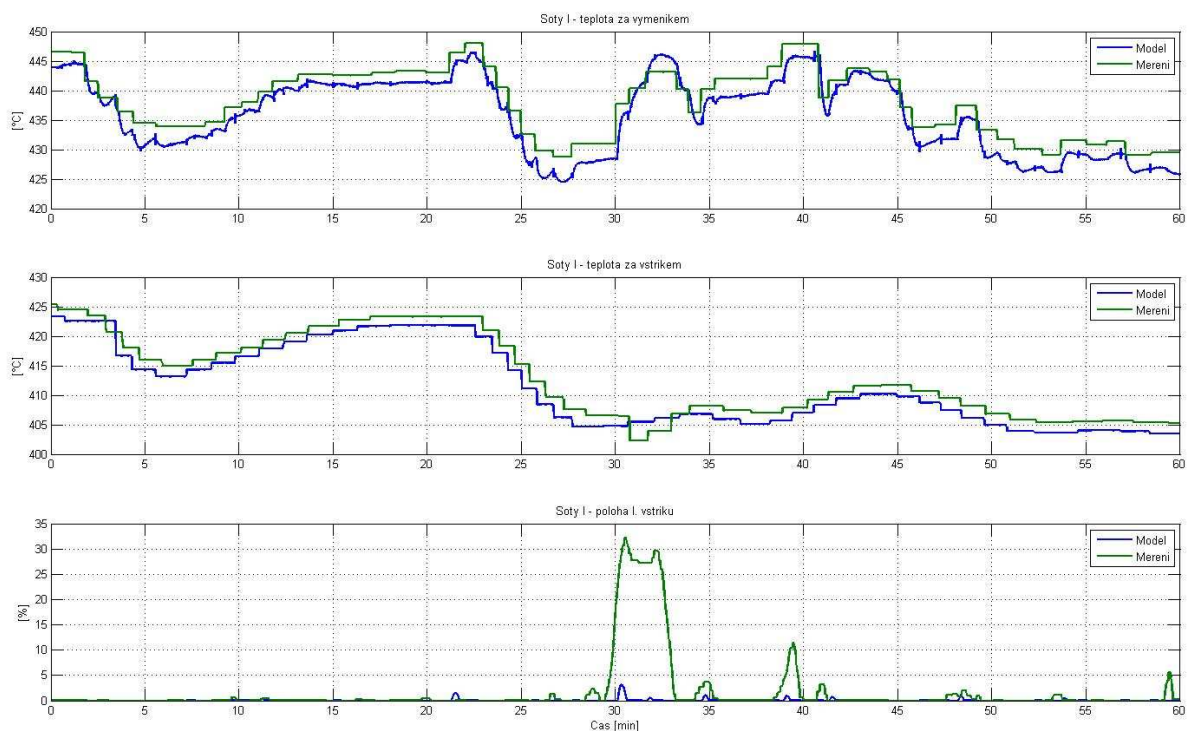 Soty I - teplota za vymenikem
450
445
440
435
430
425
420
[°C]
Model
Mereni
0 5 10 15 20 25 30 35 40 45 50 55 60
Soty I - teplota za vstrikem
430
425
420
415
410
405
400
[°C]
Model
Mereni
0 5 10 15 20 25 30 35 40 45 50 55 60
Soty I - poloha I. vstriku
35
30
25
20
15
10
5
0
[%]
Model
Mereni
0 5 10 15 20 25 30 35 40 45 50 55 60
Cas [min]